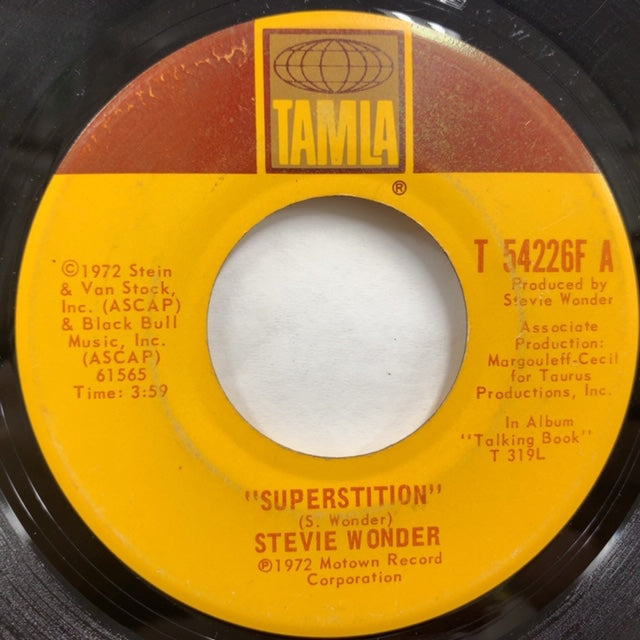 TAMLA
®
©1972 Stein
& Van Stock,
Inc. (ASCAP)
& Black Bull
Music, Inc.
(ASCAP)
61565
Time: 3:59
T 54226F A
Produced by
Stevie Wonder
Associate
Production:
Margouleff-Cecil
for Taurus
Productions, Inc.
In Album
"Talking Book"
T 319L
"SUPERSTITION"
(S. Wonder)
STEVIE WONDER
℗1972 Motown Record
Corporation